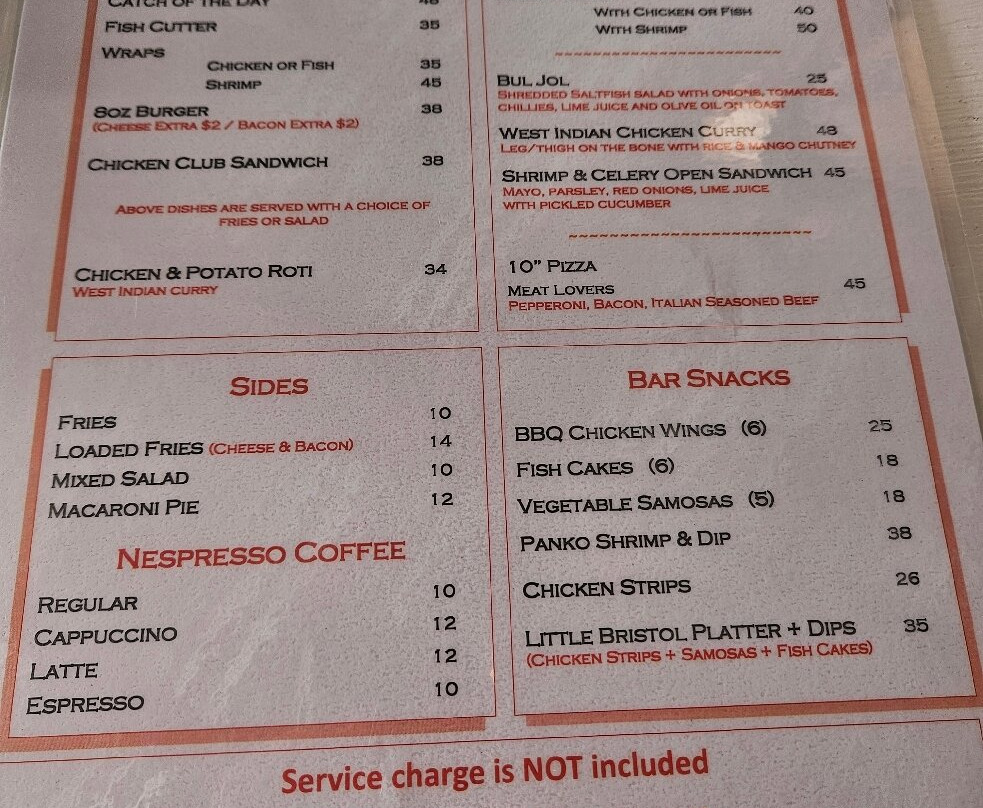 CATCH OF THE DAY 48
FISH CUTTER 35
WRAPS
CHICKEN OR FISH 35
SHRIMP 45
8OZ BURGER 38
(CHEESE EXTRA $2 / BACON EXTRA $2)
CHICKEN CLUB SANDWICH 38
ABOVE DISHES ARE SERVED WITH A CHOICE OF
FRIES OR SALAD
CHICKEN & POTATO ROTI 34
WEST INDIAN CURRY
WITH CHICKEN OR FISH 40
WITH SHRIMP 50
~~~~~~~~~~~~~~~~~~~~~~~~
BUL JOL 25
SHREDDED SALTFISH SALAD WITH ONIONS, TOMATOES,
CHILLIES, LIME JUICE AND OLIVE OIL ON TOAST
WEST INDIAN CHICKEN CURRY 48
LEG/THIGH ON THE BONE WITH RICE & MANGO CHUTNEY
SHRIMP & CELERY OPEN SANDWICH 45
MAYO, PARSLEY, RED ONIONS, LIME JUICE
WITH PICKLED CUCUMBER
~~~~~~~~~~~~~~~~~~~~~~~~
10" PIZZA
MEAT LOVERS 45
PEPPERONI, BACON, ITALIAN SEASONED BEEF
SIDES
FRIES 10
LOADED FRIES (CHEESE & BACON) 14
MIXED SALAD 10
MACARONI PIE 12
NESPRESSO COFFEE
REGULAR 10
CAPPUCCINO 12
LATTE 12
ESPRESSO 10
BAR SNACKS
BBQ CHICKEN WINGS (6) 25
FISH CAKES (6) 18
VEGETABLE SAMOSAS (5) 18
PANKO SHRIMP & DIP 38
CHICKEN STRIPS 26
LITTLE BRISTOL PLATTER + DIPS 35
(CHICKEN STRIPS + SAMOSAS + FISH CAKES)
Service charge is NOT included